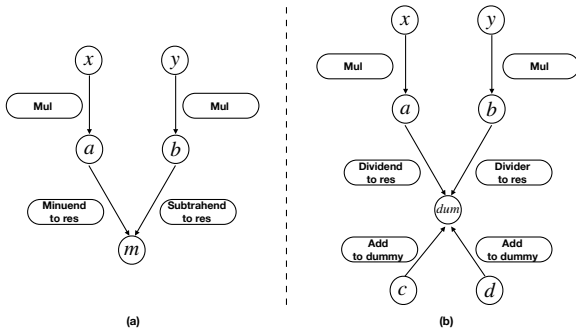 x
y
Mul
Mul
a
b
Minuend
to res
Subtrahend
to res
m
(a)
x
y
Mul
Mul
a
b
Dividend
to res
Divider
to res
dum
Add
to dummy
Add
to dummy
c
d
(b)